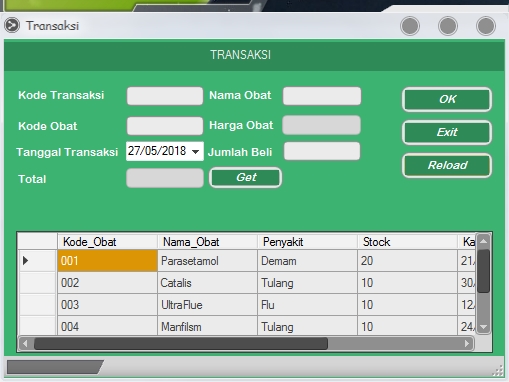 Transaksi
TRANSAKSI
Kode Transaksi Nama Obat OK
Kode Obat Harga Obat Exit
Tanggal Transaksi 27/05/2018 Jumlah Beli Reload
Total Get
Kode_Obat Nama_Obat Penyakit Stock Ka
001 Parasetamol Demam 20 21/
002 Catalis Tulang 10 30/
003 UltraFlue Flu 10 12/
004 Manfilsm Tulang 10 24/